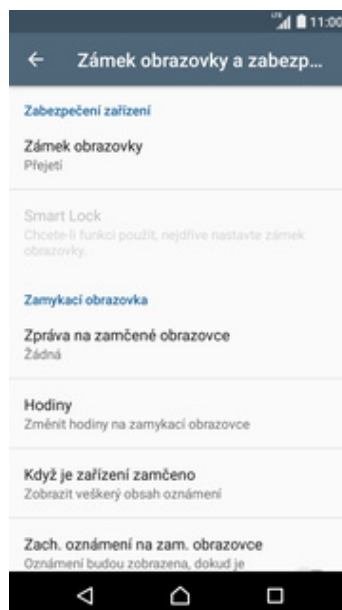 LTE 11:00
Zámek obrazovky a zabezp...
Zabezpečení zařízení
Zámek obrazovky
Přejetí
Smart Lock
Chcete-li funkci použít, nejdříve nastavte zámek
obrazovky.
Zamykací obrazovka
Zpráva na zamčené obrazovce
Žádná
Hodiny
Změnit hodiny na zamykací obrazovce
Když je zařízení zamčeno
Zobrazit veškerý obsah oznámení
Zach. oznámení na zam. obrazovce
Oznámení budou zobrazena, dokud je